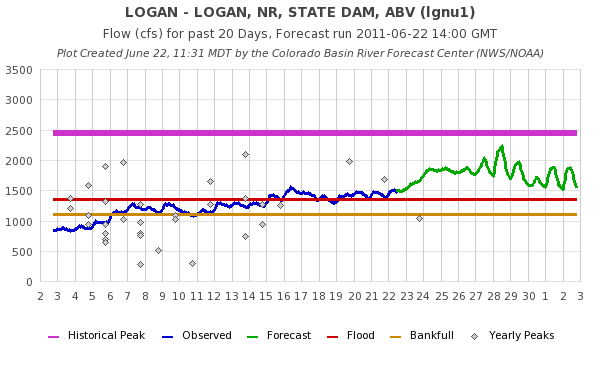 LOGAN - LOGAN, NR, STATE DAM, ABV (lgnu1)
Flow (cfs) for past 20 Days, Forecast run 2011-06-22 14:00 GMT
Plot Created June 22, 11:31 MDT by the Colorado Basin River Forecast Center (NWS/NOAA)
3500
3000
2500
2000
1500
1000
500
0
2 3 4 5 6 7 8 9 10 11 12 13 14 15 16 17 18 19 20 21 22 23 24 25 26 27 28 29 30 1 2 3
Historical Peak Observed Forecast Flood Bankfull Yearly Peaks